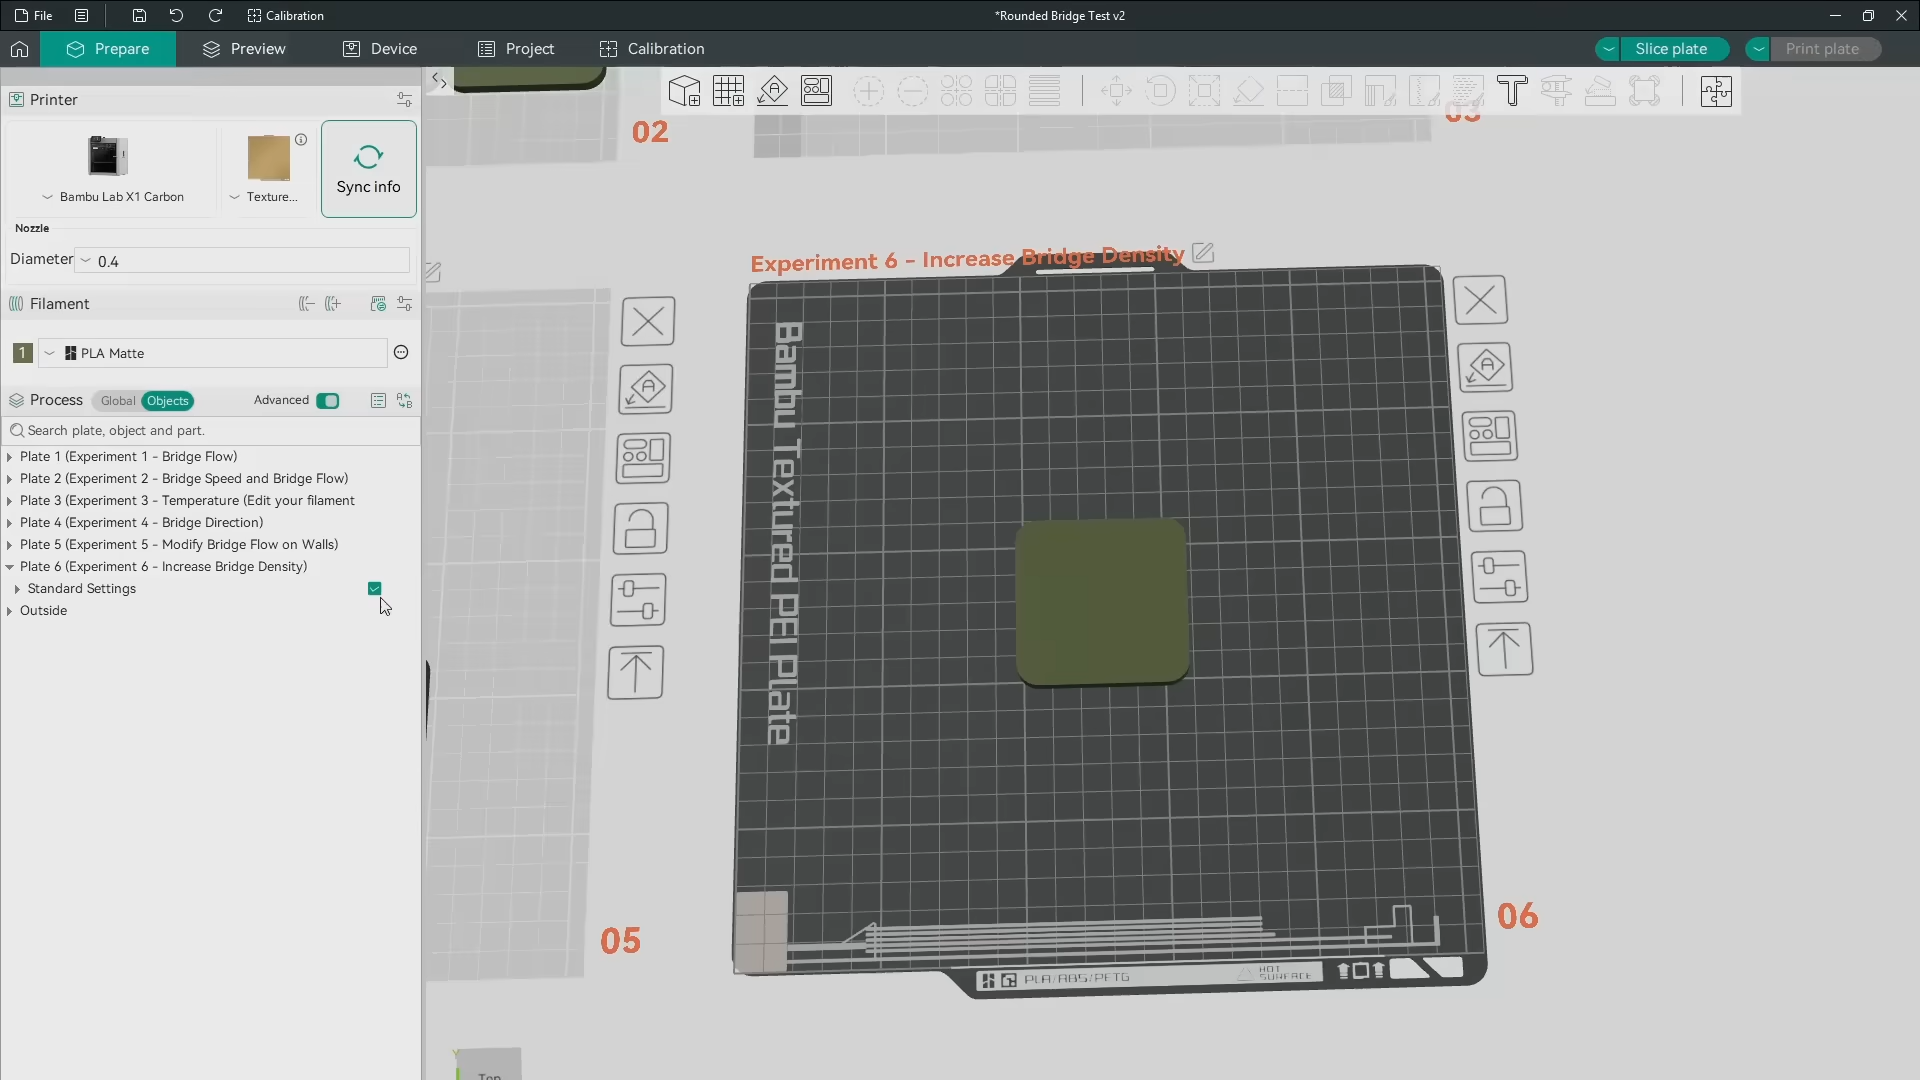 File
Calibration
*Rounded Bridge Test v2
Prepare
Preview
Device
Project
Calibration
Slice plate
Print plate
Printer
Bambu Lab X1 Carbon
Texture...
Sync info
Nozzle
Diameter
0.4
Filament
1
PLA Matte
Process
Global
Objects
Advanced
Search plate, object and part.
Plate 1 (Experiment 1 - Bridge Flow)
Plate 2 (Experiment 2 - Bridge Speed and Bridge Flow)
Plate 3 (Experiment 3 - Temperature (Edit your filament
Plate 4 (Experiment 4 - Bridge Direction)
Plate 5 (Experiment 5 - Modify Bridge Flow on Walls)
Plate 6 (Experiment 6 - Increase Bridge Density)
Standard Settings
Outside
02
03
Experiment 6 - Increase Bridge Density
Bambu Textured PEI Plate
05
06
PLA/ABS/PETG
HOT
SURFACE
Top